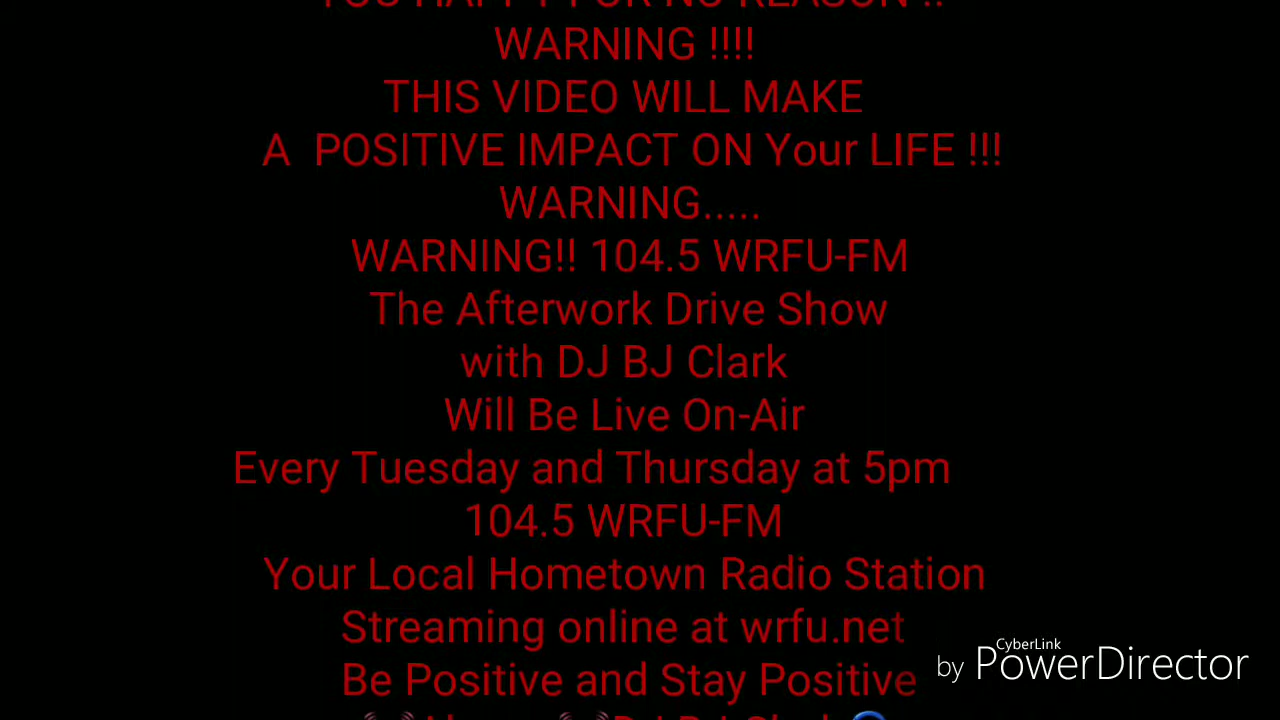 WARNING !!!!
THIS VIDEO WILL MAKE
A POSITIVE IMPACT ON Your LIFE !!!
WARNING.....
WARNING!! 104.5 WRFU-FM
The Afterwork Drive Show
with DJ BJ Clark
Will Be Live On-Air
Every Tuesday and Thursday at 5pm
104.5 WRFU-FM
Your Local Hometown Radio Station
Streaming online at wrfu.net
Be Positive and Stay Positive
by CyberLink PowerDirector